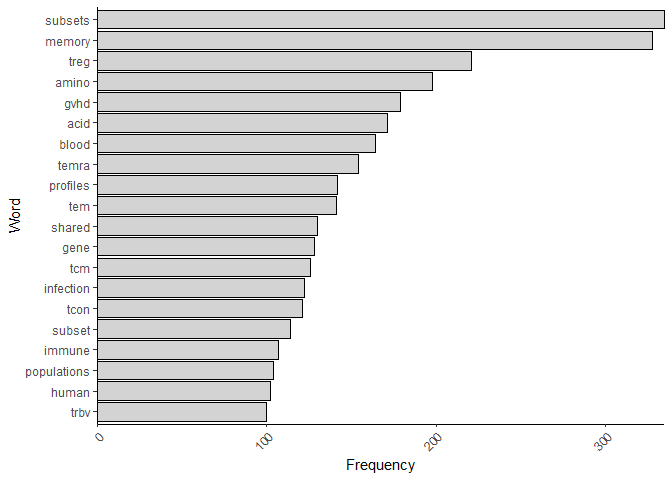 subsets
memory
treg
amino
gvhd
acid
blood
temra
profiles
tem
shared
gene
tcm
infection
tcon
subset
immune
populations
human
trbv
Word
0
100
200
300
Frequency